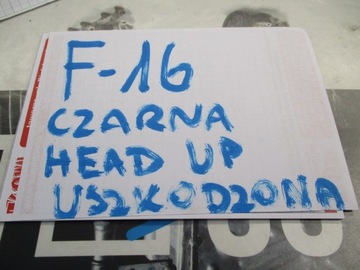 F-16
CZARNA
HEAD UP
USZKODZONA